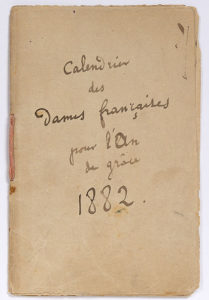 Calendrier
des
Dames françaises
pour l'An
de grâce
1882.